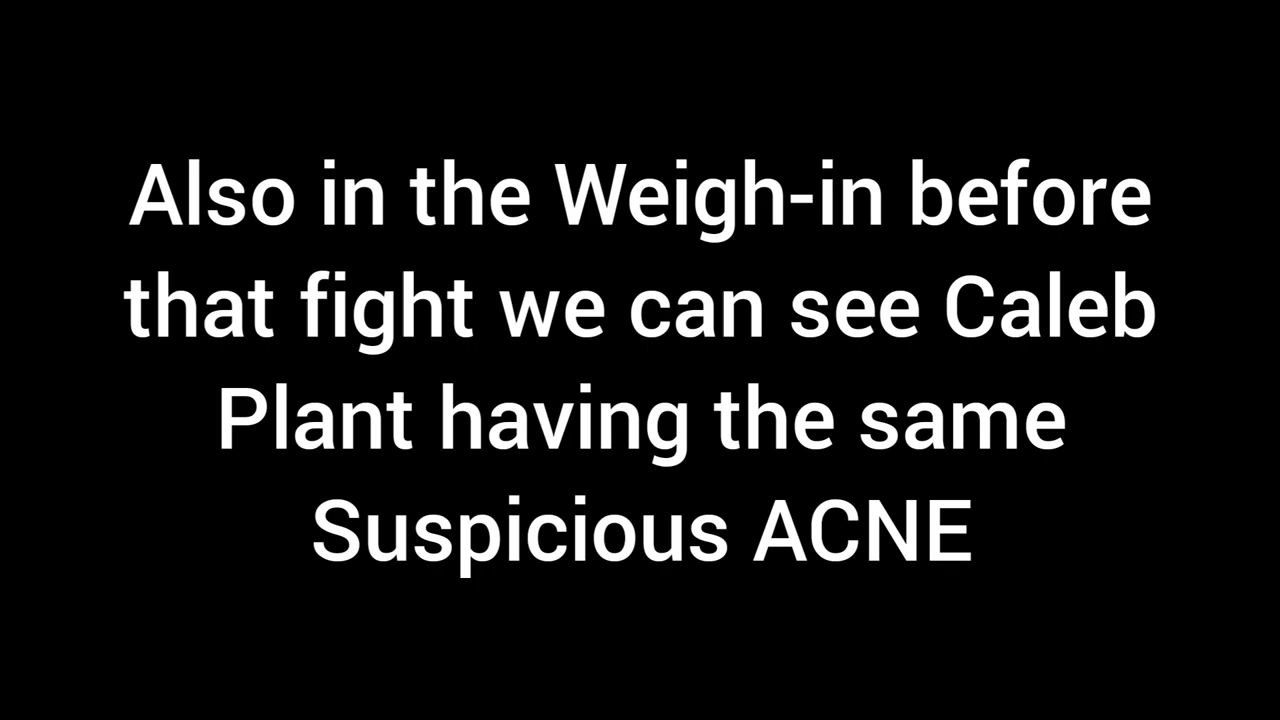 Also in the Weigh-in before
that fight we can see Caleb
Plant having the same
Suspicious ACNE